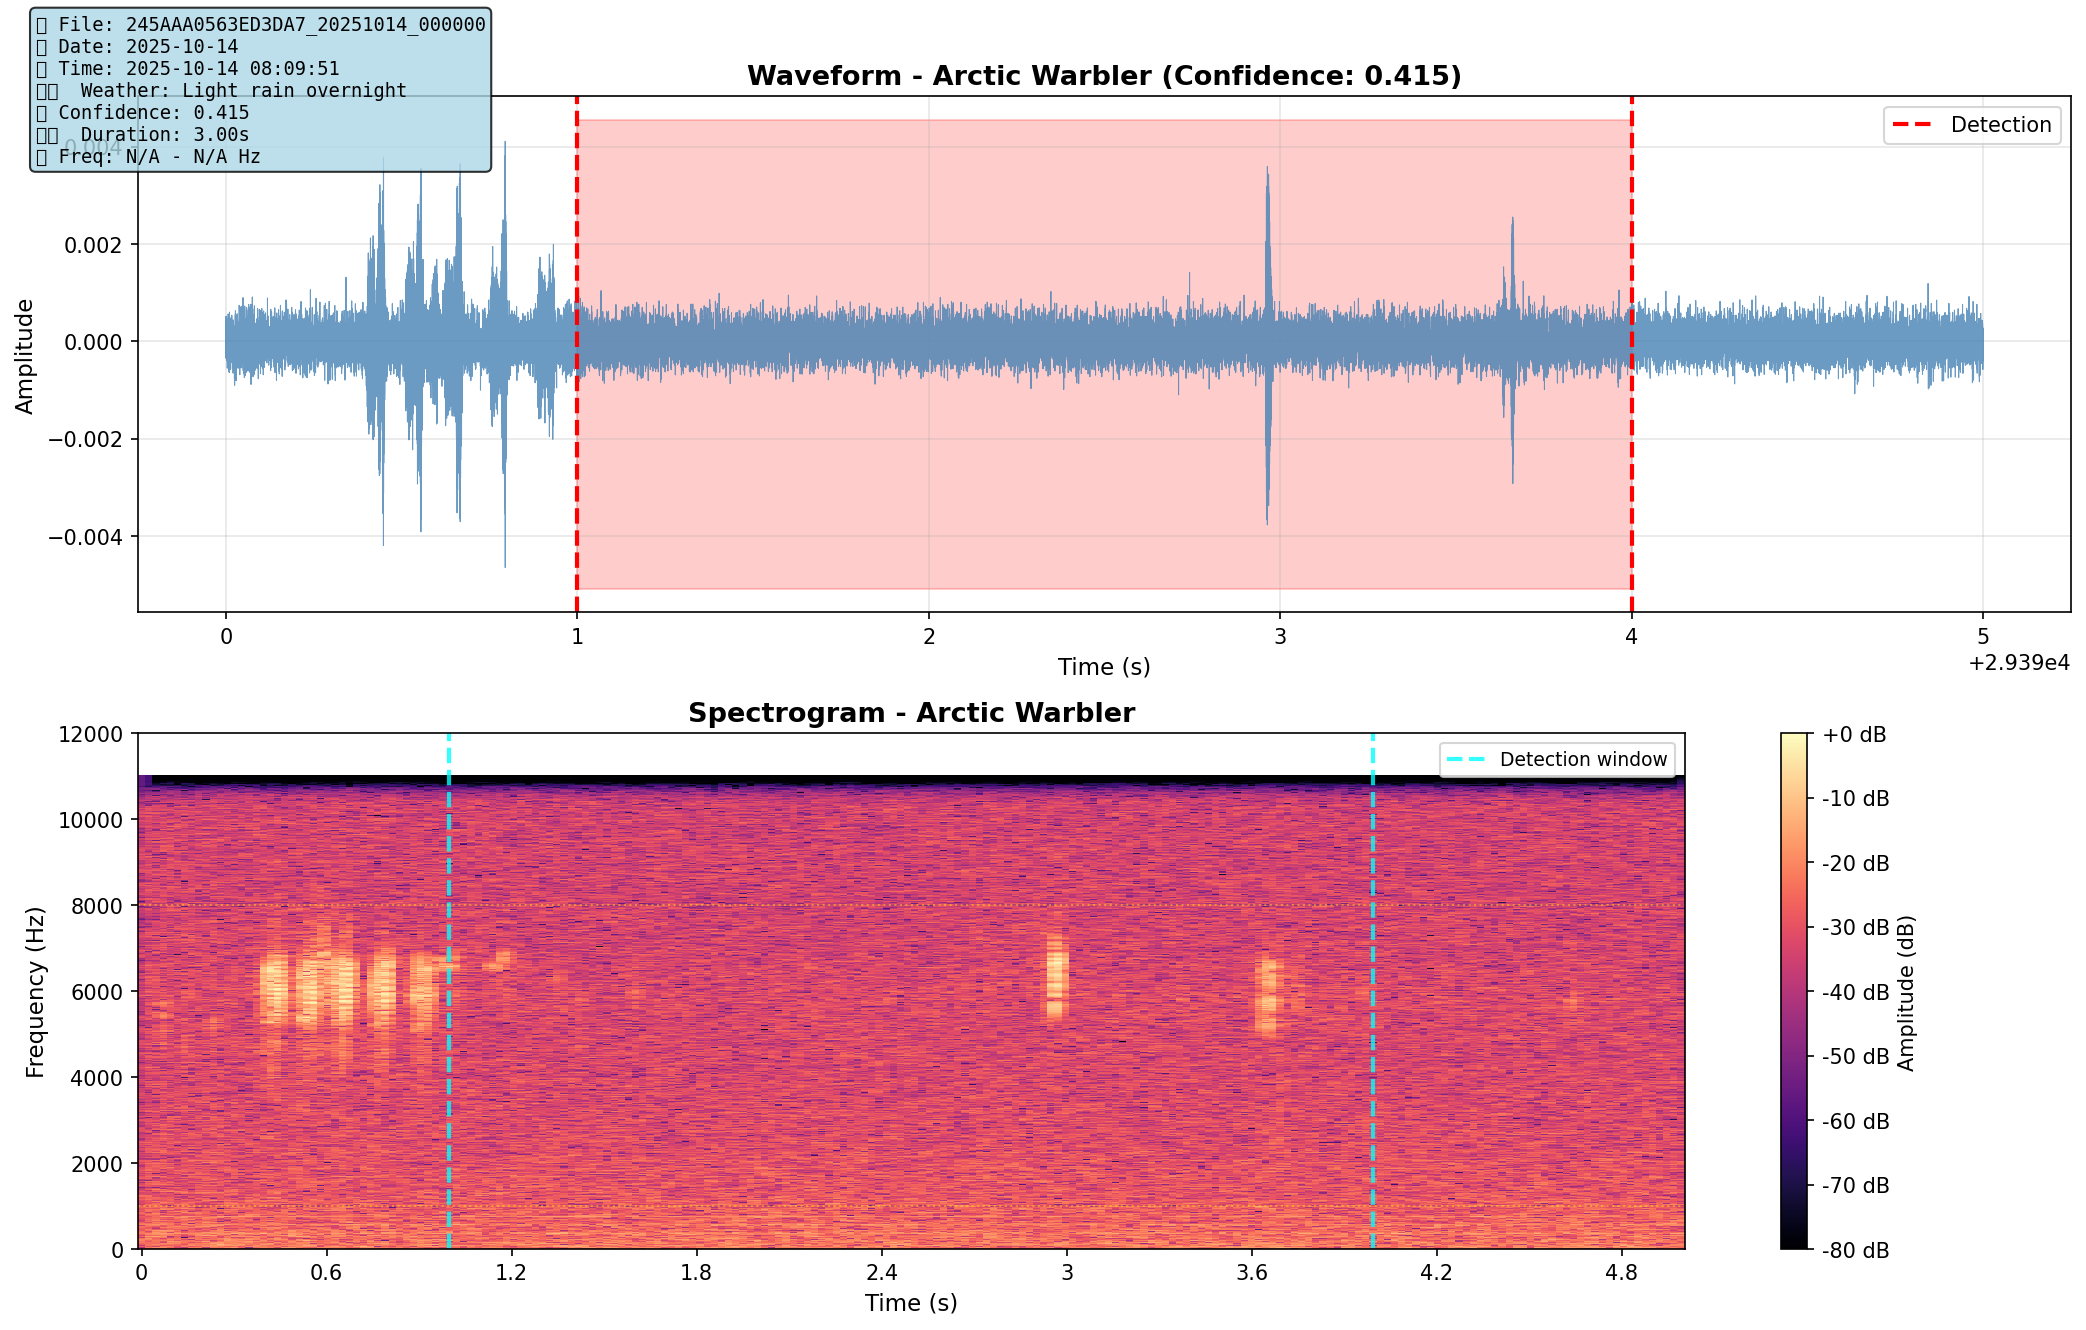 File: 245AAA0563ED3DA7_20251014_000000
Date: 2025-10-14
Time: 2025-10-14 08:09:51
Weather: Light rain overnight
Confidence: 0.415
Duration: 3.00s
Freq: N/A - N/A Hz
Waveform - Arctic Warbler (Confidence: 0.415)
Detection
Amplitude
0.004
0.002
0.000
−0.002
−0.004
0 1 2 3 4 5
Time (s)
+2.939e4
Spectrogram - Arctic Warbler
Detection window
Frequency (Hz)
12000
10000
8000
6000
4000
2000
0
0 0.6 1.2 1.8 2.4 3 3.6 4.2 4.8
Time (s)
+0 dB
-10 dB
-20 dB
-30 dB
-40 dB
-50 dB
-60 dB
-70 dB
-80 dB
Amplitude (dB)